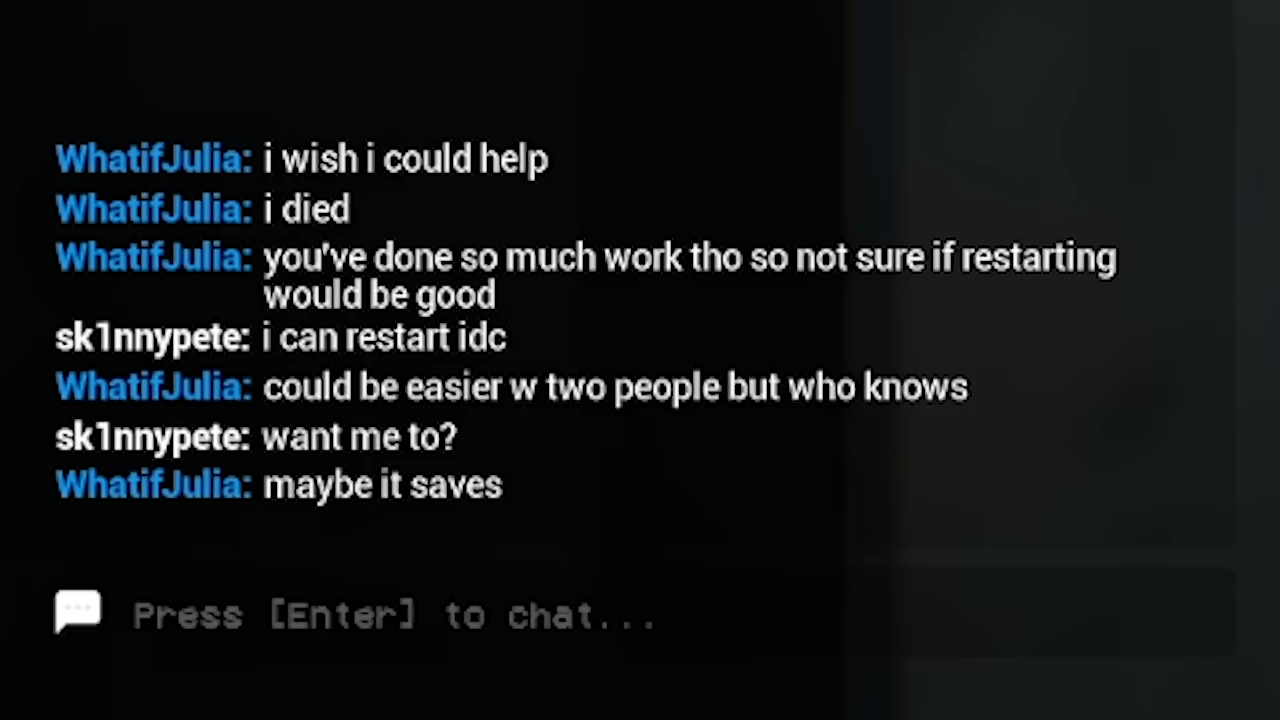 WhatifJulia: i wish i could help
WhatifJulia: i died
WhatifJulia: you've done so much work tho so not sure if restarting
would be good
sk1nnypete: i can restart idc
WhatifJulia: could be easier w two people but who knows
sk1nnypete: want me to?
WhatifJulia: maybe it saves
Press [Enter] to chat...